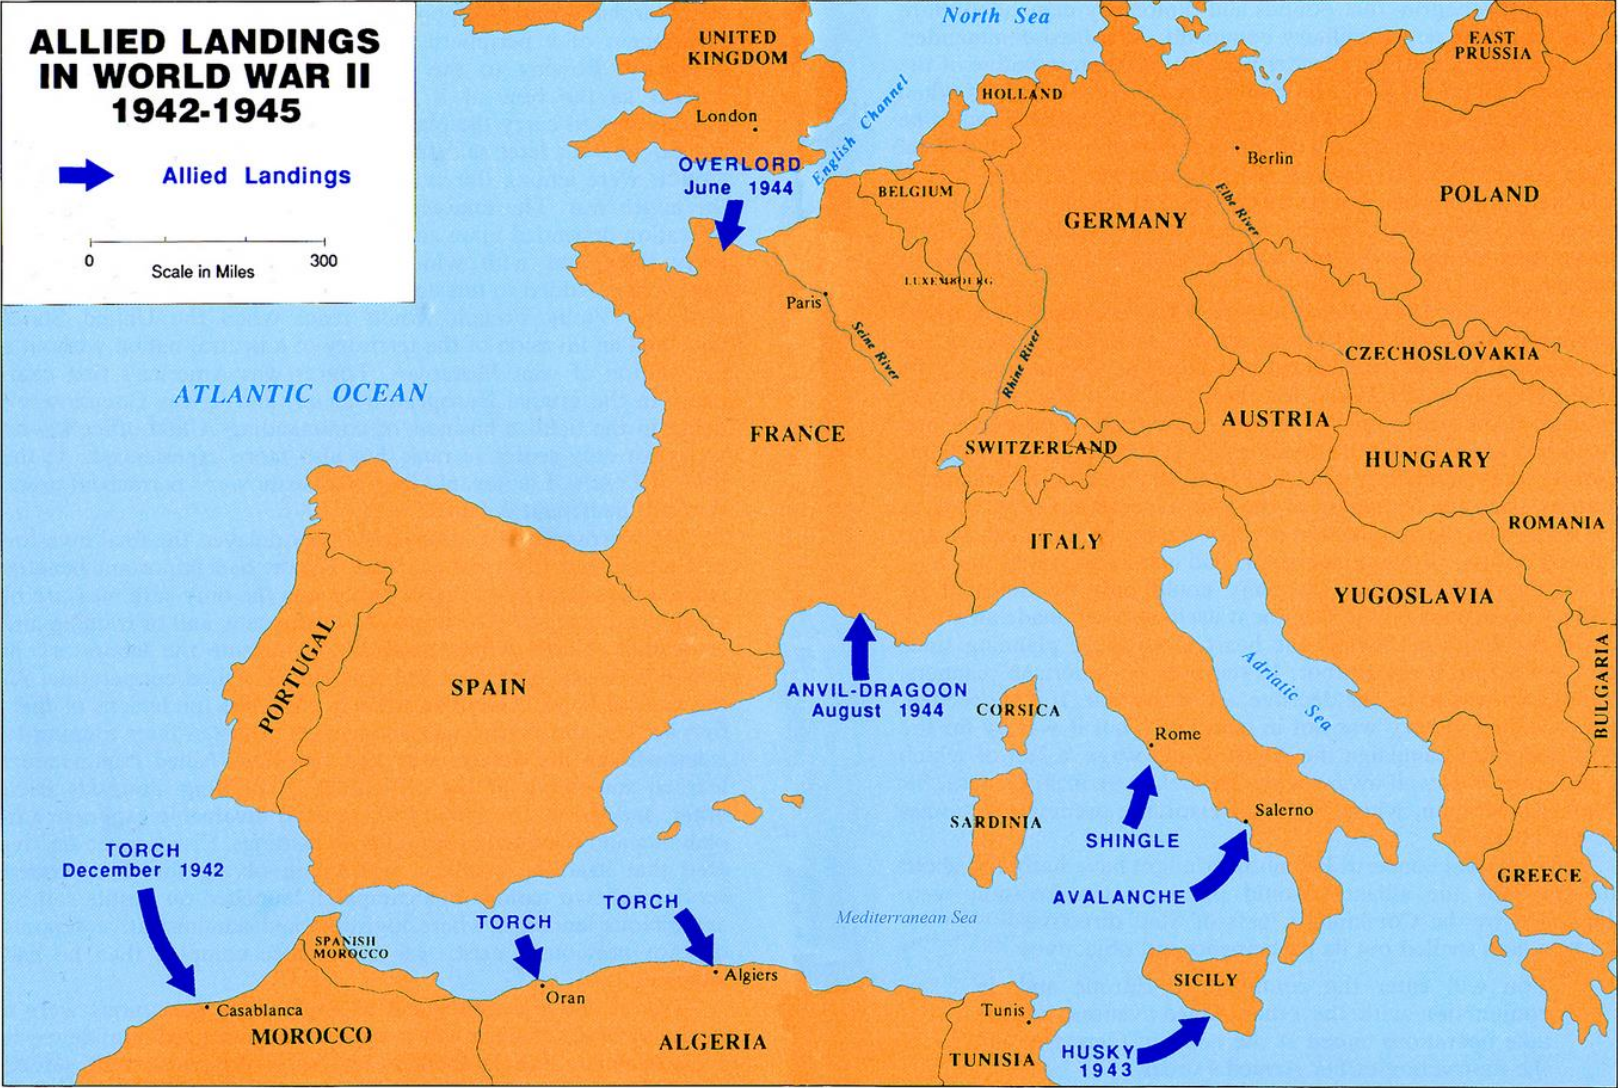 ALLIED LANDINGS
IN WORLD WAR II
1942-1945
Allied Landings
0
300
Scale in Miles
North Sea
UNITED
KINGDOM
London
English Channel
HOLLAND
EAST
PRUSSIA
Berlin
OVERLORD
June 1944
BELGIUM
GERMANY
Elbe River
POLAND
LUXEMBOURG
Paris
Seine River
Rhine River
CZECHOSLOVAKIA
ATLANTIC OCEAN
FRANCE
SWITZERLAND
AUSTRIA
HUNGARY
ROMANIA
ITALY
YUGOSLAVIA
PORTUGAL
SPAIN
ANVIL-DRAGOON
August 1944
CORSICA
Adriatic Sea
BULGARIA
Rome
Salerno
SARDINIA
SHINGLE
AVALANCHE
GREECE
TORCH
December 1942
TORCH
TORCH
Mediterranean Sea
SPANISH
MOROCCO
Casablanca
Oran
Algiers
SICILY
Tunis
MOROCCO
ALGERIA
TUNISIA
HUSKY
1943